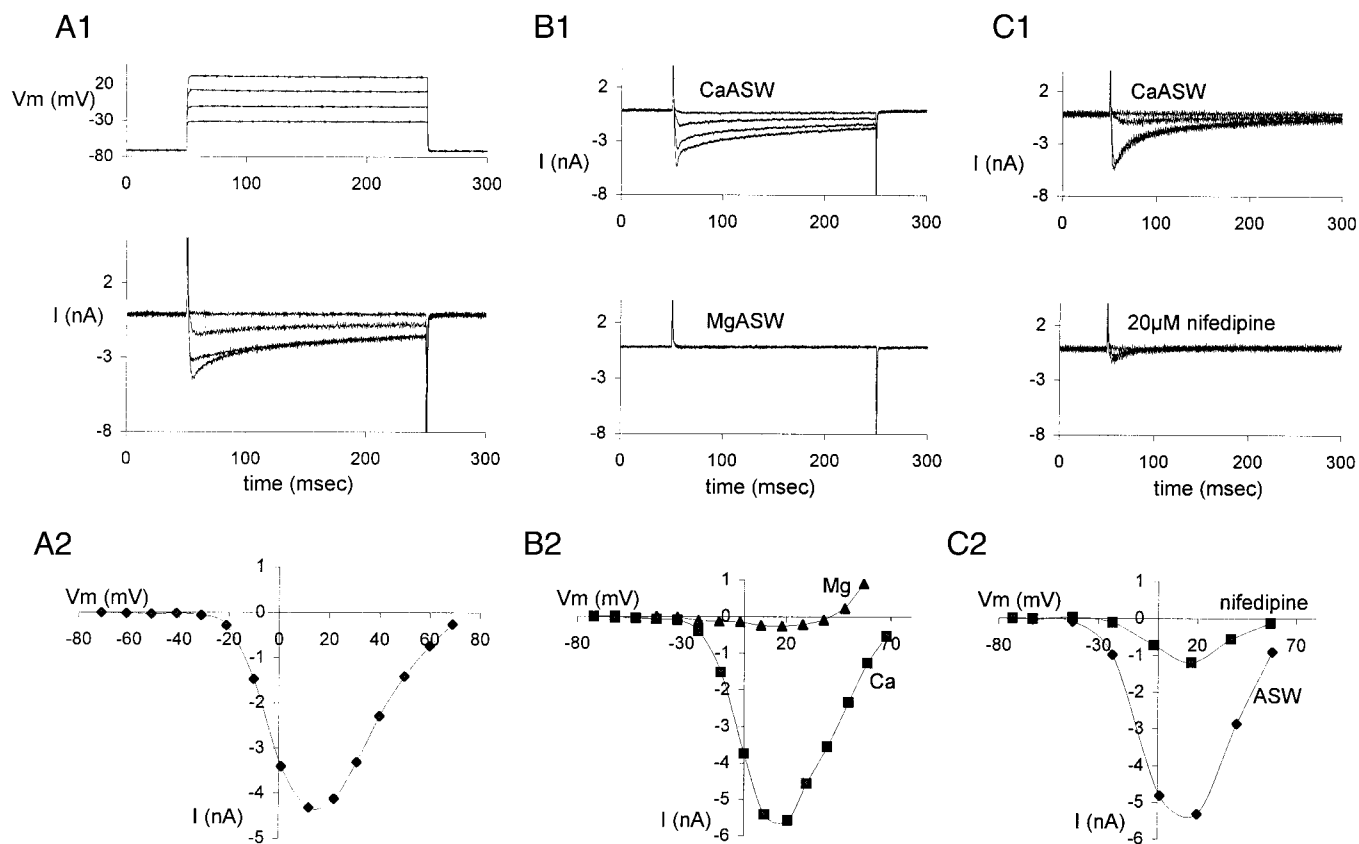 A1
B1
C1
Vm (mV)
20
-30
-80
0 100 200 300
CaASW
2
-3
I (nA)
-8
0 100 200 300
CaASW
2
-3
I (nA)
-8
0 100 200 300
2
I (nA)
-3
-8
0 100 200 300
time (msec)
MgASW
2
-3
-8
0 100 200 300
time (msec)
20µM nifedipine
2
-3
-8
0 100 200 300
time (msec)
A2
B2
C2
Vm (mV)
1
0
-80 -60 -40 -20 0 20 40 60 80
-1
-2
-3
-4
I (nA)
-5
Vm (mV)
1
Mg
0
-80 -30 20 70
-1
Ca
-2
-3
-4
-5
I (nA)
-6
Vm (mV)
1
nifedipine
0
-80 -30 20 70
-1
ASW
-2
-3
-4
-5
I (nA)
-6